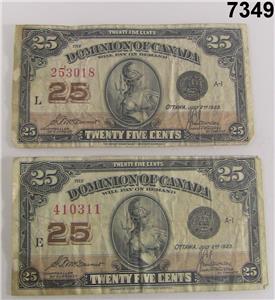 7349
TWENTY FIVE CENTS
25 THE DOMINION OF CANADA 25
WILL PAY ON DEMAND
253018 A-1
L 25 OTTAWA, JULY 2ND 1923.
25 TWENTY FIVE CENTS 25
TWENTY FIVE CENTS
25 THE DOMINION OF CANADA 25
WILL PAY ON DEMAND
410311 A-1
E 25 OTTAWA, JULY 2ND 1923.
25 TWENTY FIVE CENTS 25